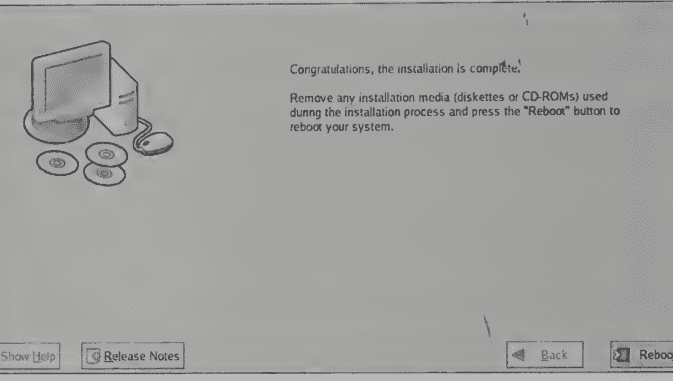 Congratulations, the installation is complete.
Remove any installation media (diskettes or CD-ROMs) used
during the installation process and press the "Reboot" button to
reboot your system.
Show Help
Release Notes
Back
Reboo